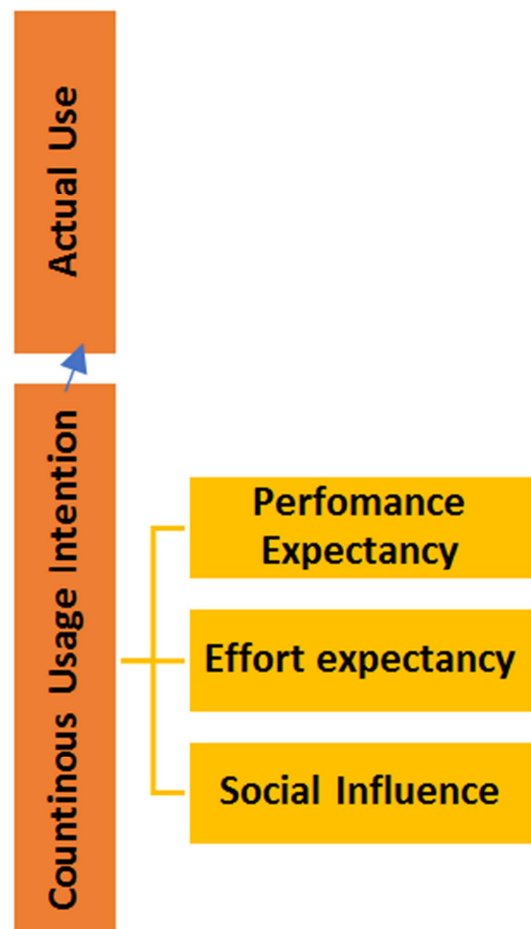 Actual Use
Countinous Usage Intention
Perfomance
Expectancy
Effort expectancy
Social Influence